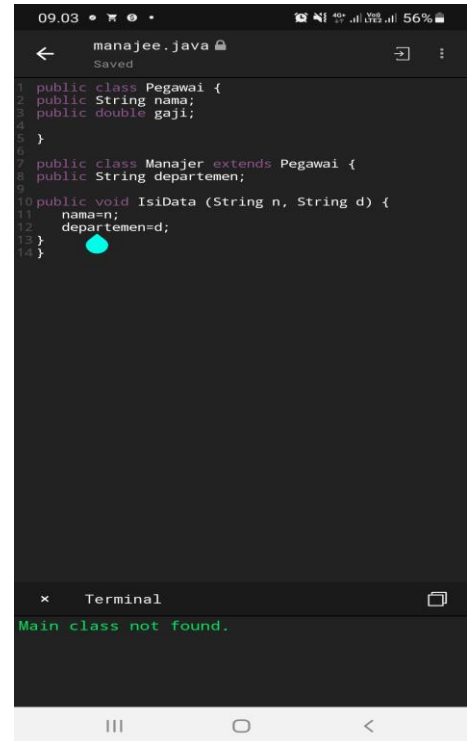 09.03
4G+ LTE2 56%
manajee.java
Saved
1 public class Pegawai {
2 public String nama;
3 public double gaji;
4
5 }
6
7 public class Manajer extends Pegawai {
8 public String departemen;
9
10 public void IsiData (String n, String d) {
11 nama=n;
12 departemen=d;
13 }
14 }
× Terminal
Main class not found.